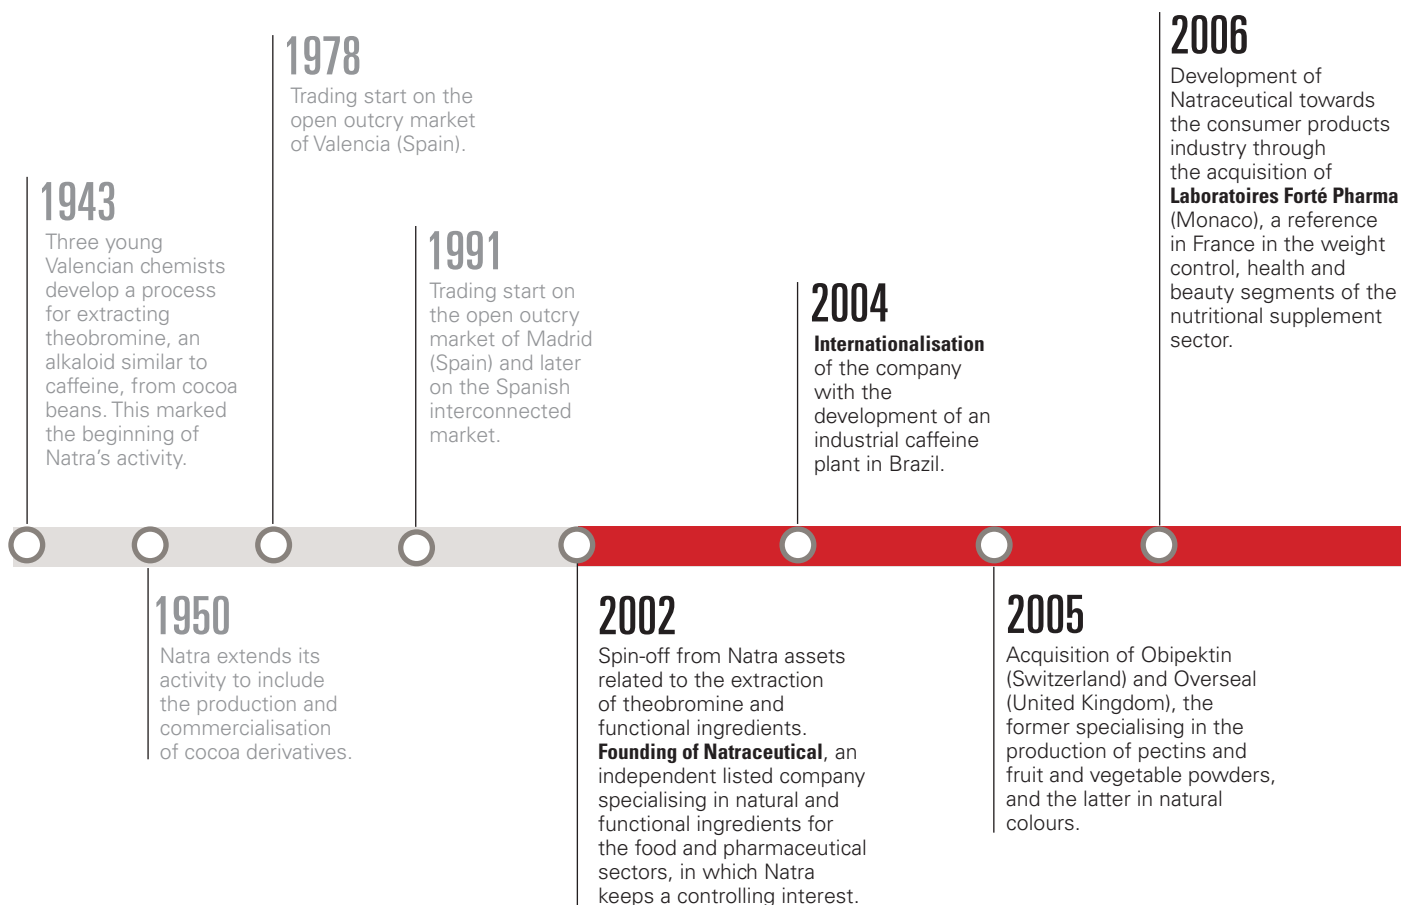 1943
Three young
Valencian chemists
develop a process
for extracting
theobromine, an
alkaloid similar to
caffeine, from cocoa
beans. This marked
the beginning of
Natra’s activity.
1950
Natra extends its
activity to include
the production and
commercialisation
of cocoa derivatives.
1978
Trading start on the
open outcry market
of Valencia (Spain).
1991
Trading start on
the open outcry
market of Madrid
(Spain) and later
on the Spanish
interconnected
market.
2002
Spin-off from Natra assets
related to the extraction
of theobromine and
functional ingredients.
Founding of Natraceutical, an
independent listed company
specialising in natural and
functional ingredients for
the food and pharmaceutical
sectors, in which Natra
keeps a controlling interest.
2004
Internationalisation
of the company
with the
development of an
industrial caffeine
plant in Brazil.
2005
Acquisition of Obipektin
(Switzerland) and Overseal
(United Kingdom), the
former specialising in the
production of pectins and
fruit and vegetable powders,
and the latter in natural
colours.
2006
Development of
Natraceutical towards
the consumer products
industry through
the acquisition of
Laboratoires Forté Pharma
(Monaco), a reference
in France in the weight
control, health and
beauty segments of the
nutritional supplement
sector.